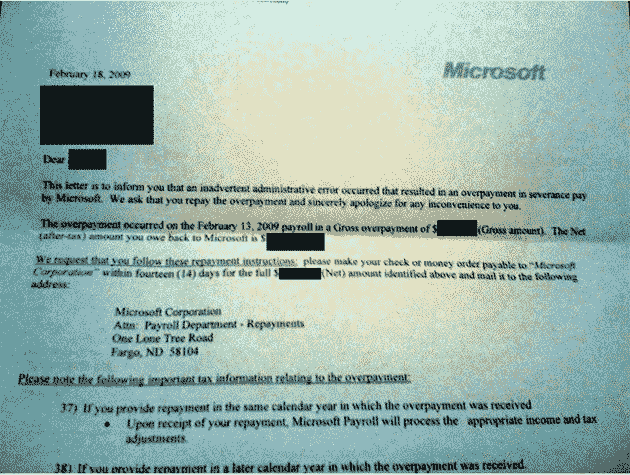 Microsoft
February 18, 2009
Dear
This letter is to inform you that an inadvertent administrative error occurred that resulted in an overpayment in severance pay
by Microsoft. We ask that you repay the overpayment and sincerely apologize for any inconvenience to you.
The overpayment occurred on the February 13, 2009 payroll in a Gross overpayment of $ (Gross amount). The Net
(after-tax) amount you owe back to Microsoft is $
We request that you follow these repayment instructions: please make your check or money order payable to "Microsoft
Corporation" within fourteen (14) days for the full $ (Net) amount identified above and mail it to the following
address:
Microsoft Corporation
Attn: Payroll Department - Repayments
One Lone Tree Road
Fargo, ND 58104
Please note the following important tax information relating to the overpayment:
37) If you provide repayment in the same calendar year in which the overpayment was received
• Upon receipt of your repayment, Microsoft Payroll will process the appropriate income and tax
adjustments.
38) If you provide repayment in a later calendar year in which the overpayment was received.